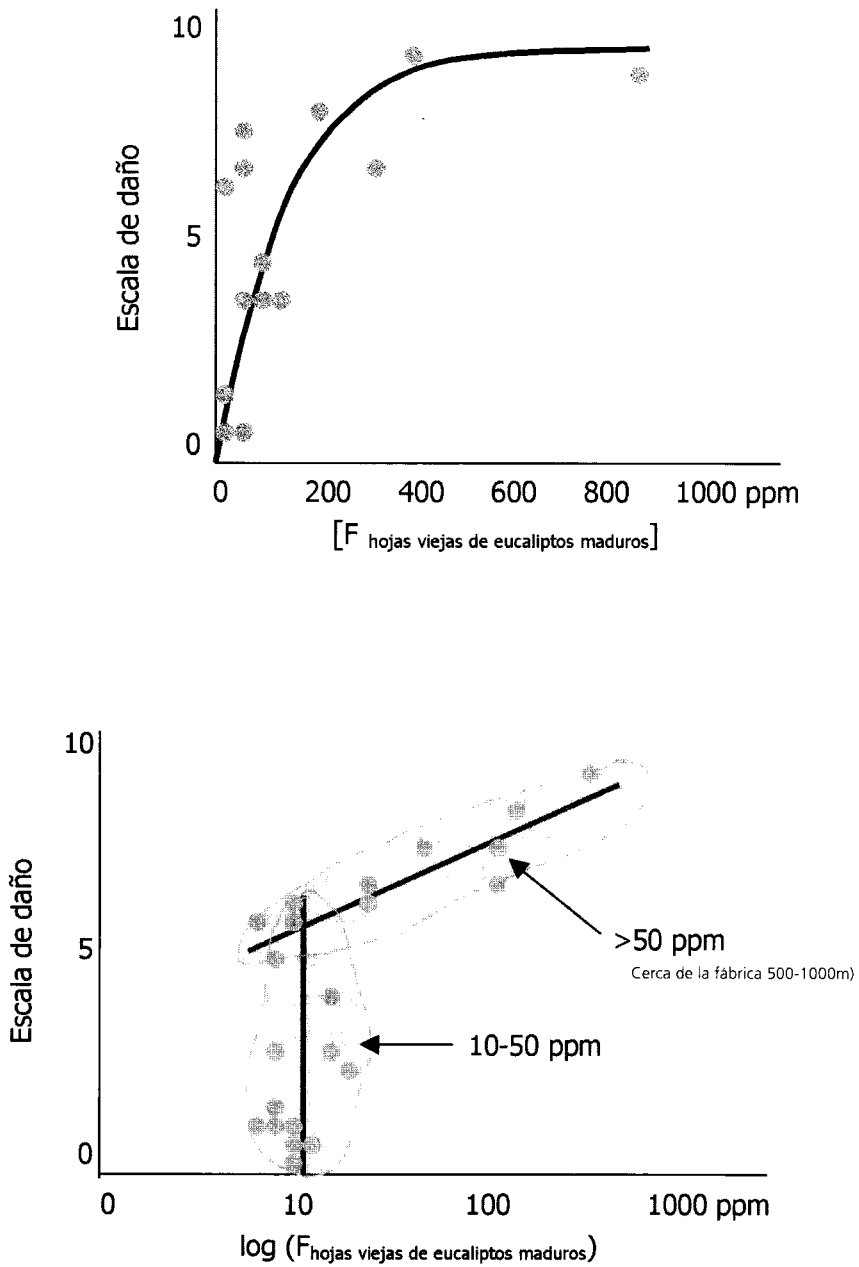 10
Escala de daño
5
0
0 200 400 600 800 1000 ppm
[F hojas viejas de eucaliptos maduros]
10
Escala de daño
5
>50 ppm
Cerca de la fábrica 500-1000m)
10-50 ppm
0
0 10 100 1000 ppm
log (Fhojas viejas de eucaliptos maduros)